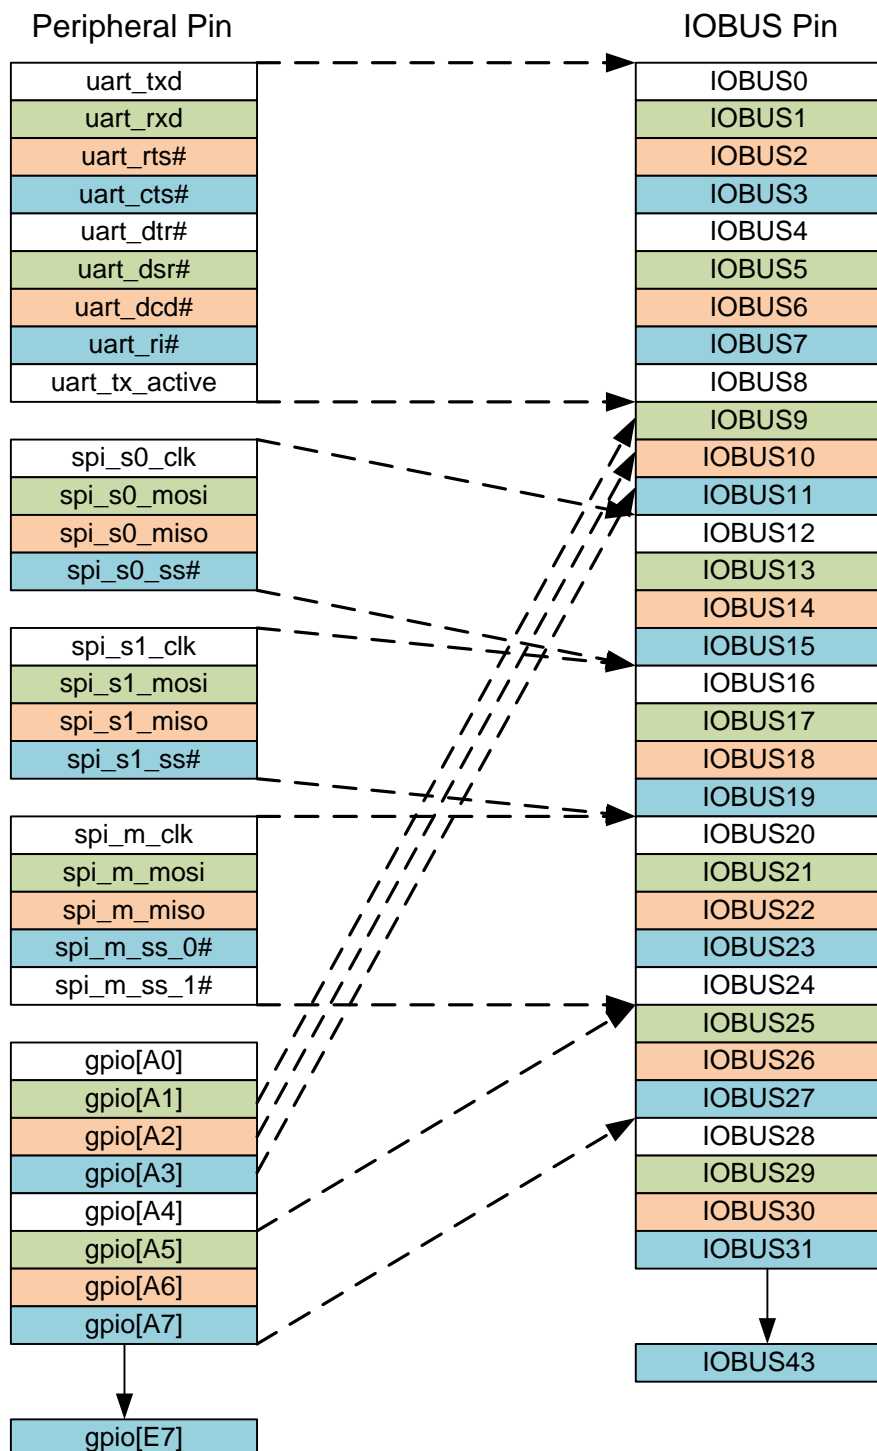 Peripheral Pin
uart_txd
uart_rxd
uart_rts#
uart_cts#
uart_dtr#
uart_dsr#
uart_dcd#
uart_ri#
uart_tx_active
spi_s0_clk
spi_s0_mosi
spi_s0_miso
spi_s0_ss#
spi_s1_clk
spi_s1_mosi
spi_s1_miso
spi_s1_ss#
spi_m_clk
spi_m_mosi
spi_m_miso
spi_m_ss_0#
spi_m_ss_1#
gpio[A0]
gpio[A1]
gpio[A2]
gpio[A3]
gpio[A4]
gpio[A5]
gpio[A6]
gpio[A7]
gpio[E7]
IOBUS Pin
IOBUS0
IOBUS1
IOBUS2
IOBUS3
IOBUS4
IOBUS5
IOBUS6
IOBUS7
IOBUS8
IOBUS9
IOBUS10
IOBUS11
IOBUS12
IOBUS13
IOBUS14
IOBUS15
IOBUS16
IOBUS17
IOBUS18
IOBUS19
IOBUS20
IOBUS21
IOBUS22
IOBUS23
IOBUS24
IOBUS25
IOBUS26
IOBUS27
IOBUS28
IOBUS29
IOBUS30
IOBUS31
IOBUS43